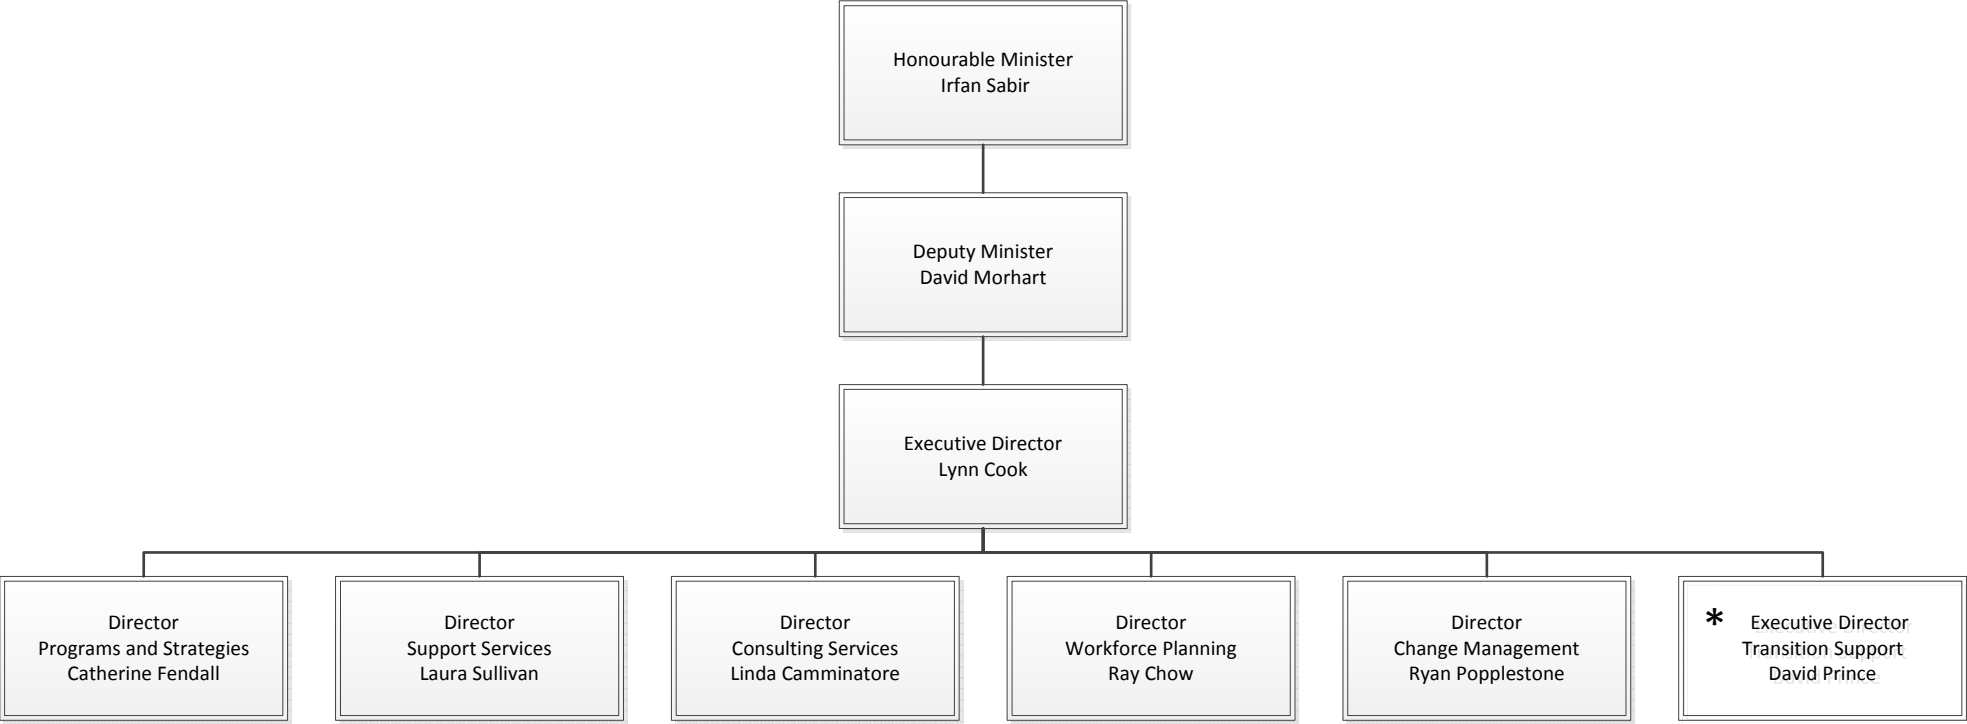 Honourable Minister
Irfan Sabir
Deputy Minister
David Morhart
Executive Director
Lynn Cook
Director
Programs and Strategies
Catherine Fendall
Director
Support Services
Laura Sullivan
Director
Consulting Services
Linda Camminatore
Director
Workforce Planning
Ray Chow
Director
Change Management
Ryan Popplestone
* Executive Director
Transition Support
David Prince